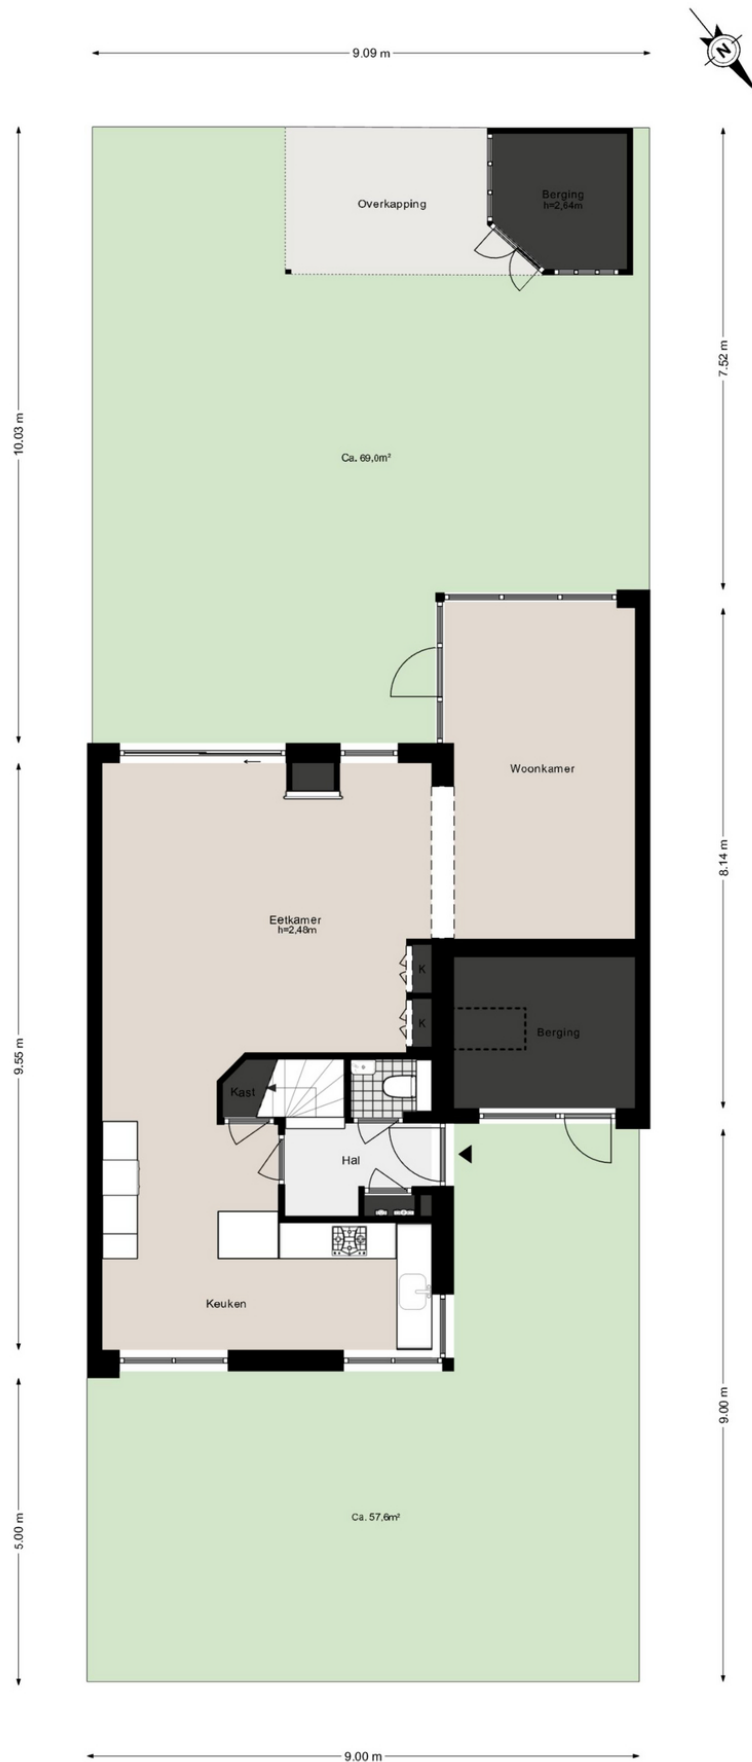 N
9.09 m
Overkapping
Berging
h=2,64m
7.52 m
10.03 m
Ca. 69,0m²
Woonkamer
8.14 m
Eetkamer
h=2,48m
K
K
Berging
9.55 m
Kast
Hal
Keuken
9.00 m
Ca. 57,6m²
5.00 m
9.00 m